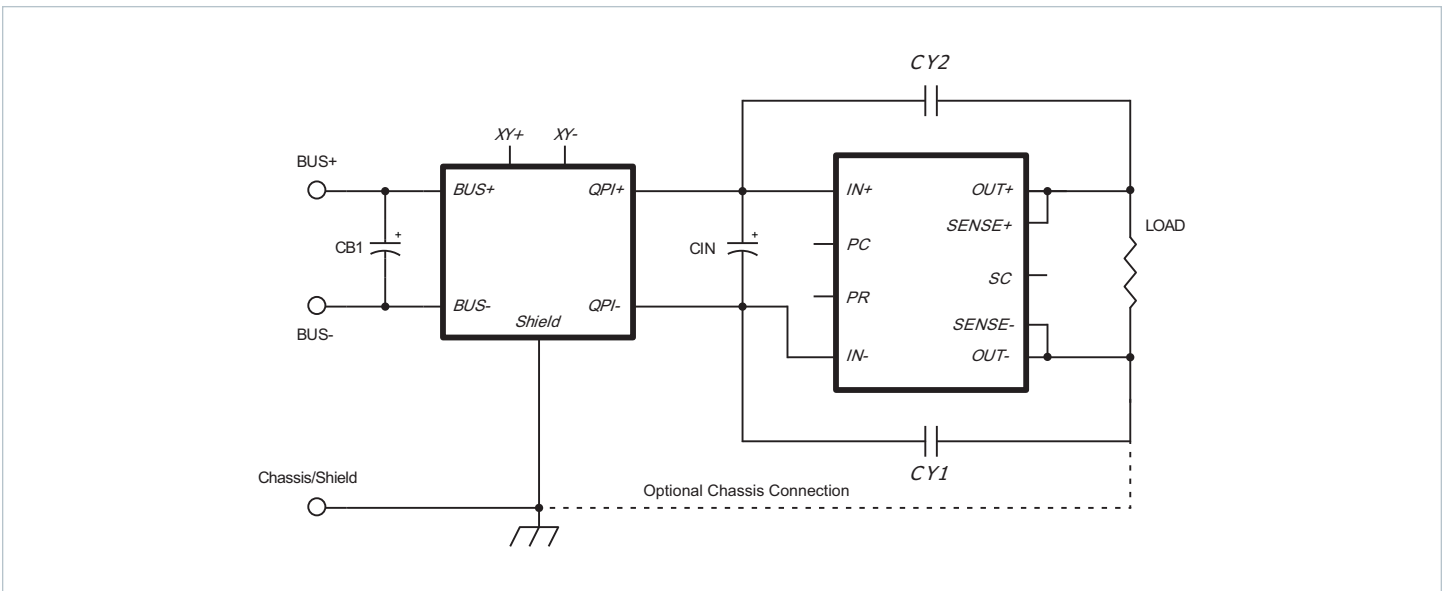 CY2
XY+ XY-
BUS+
BUS+ QPI+
IN+ OUT+
SENSE+
LOAD
CB1 +
CIN +
PC
SC
PR
BUS-
BUS- QPI-
Shield
SENSE-
IN- OUT-
CY1
Chassis/Shield
Optional Chassis Connection